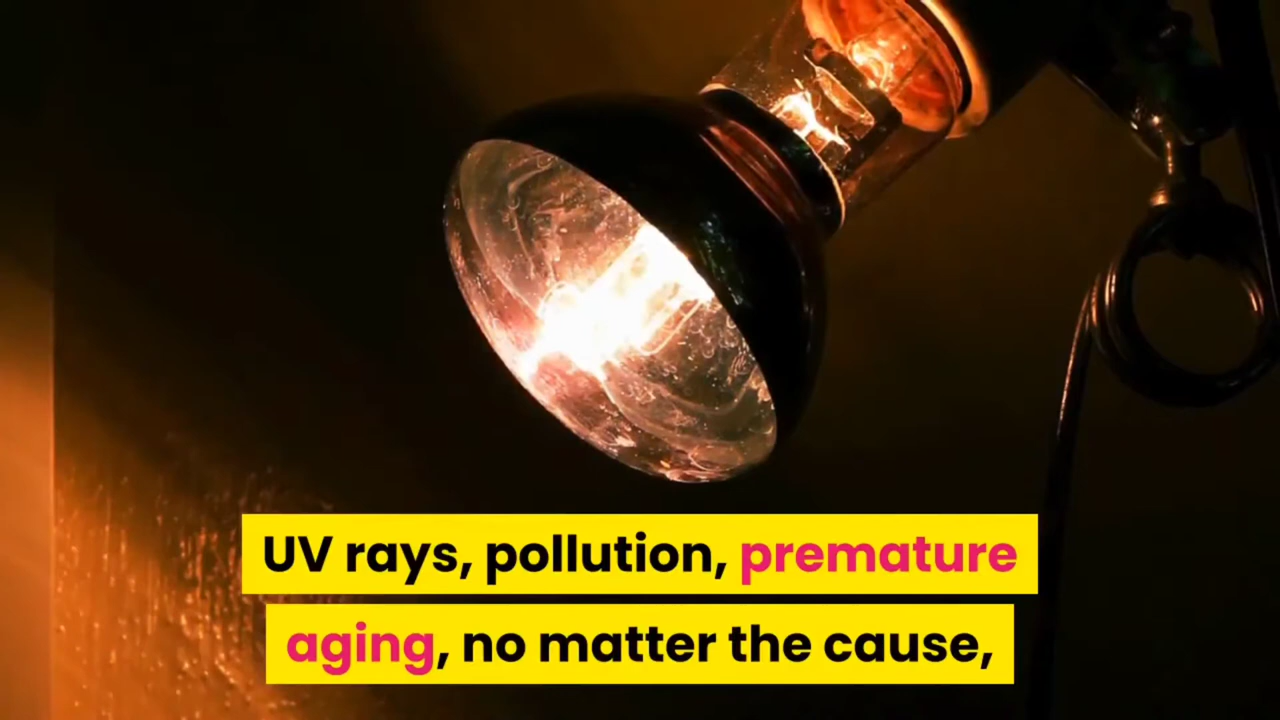 UV rays, pollution, premature
aging, no matter the cause,